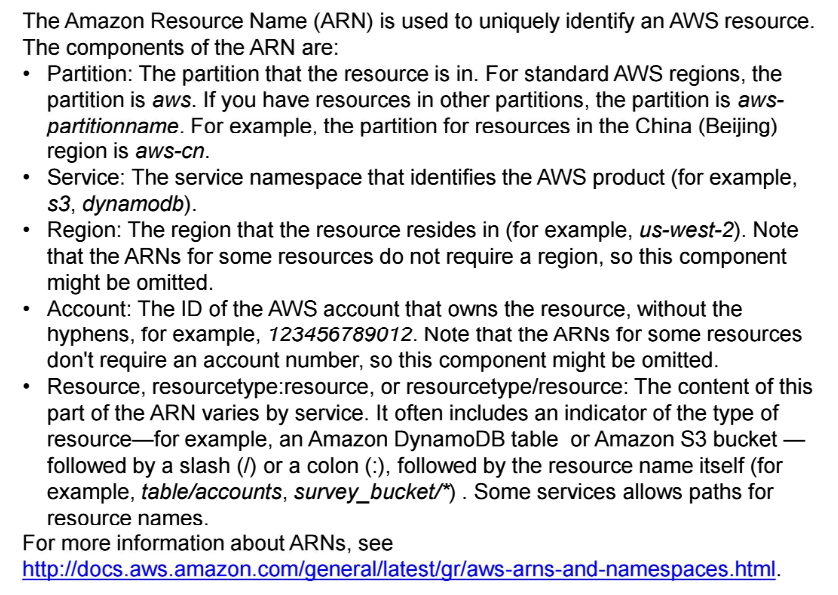 The Amazon Resource Name (ARN) is used to uniquely identify an AWS resource.
The components of the ARN are:
• Partition: The partition that the resource is in. For standard AWS regions, the
partition is aws. If you have resources in other partitions, the partition is aws-
partitionname. For example, the partition for resources in the China (Beijing)
region is aws-cn.
• Service: The service namespace that identifies the AWS product (for example,
s3, dynamodb).
• Region: The region that the resource resides in (for example, us-west-2). Note
that the ARNs for some resources do not require a region, so this component
might be omitted.
• Account: The ID of the AWS account that owns the resource, without the
hyphens, for example, 123456789012. Note that the ARNs for some resources
don't require an account number, so this component might be omitted.
• Resource, resourcetype:resource, or resourcetype/resource: The content of this
part of the ARN varies by service. It often includes an indicator of the type of
resource—for example, an Amazon DynamoDB table or Amazon S3 bucket —
followed by a slash (/) or a colon (:), followed by the resource name itself (for
example, table/accounts, survey_bucket/*) . Some services allows paths for
resource names.
For more information about ARNs, see
http://docs.aws.amazon.com/general/latest/gr/aws-arns-and-namespaces.html.